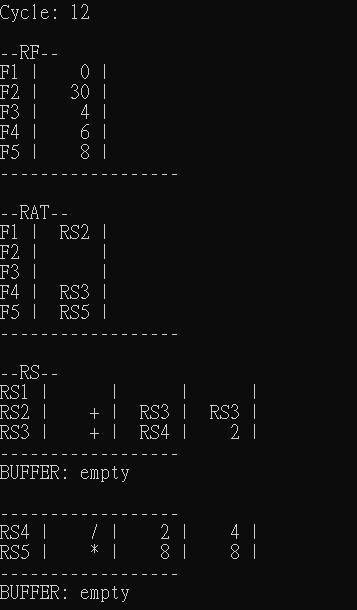 Cycle: 12
--RF--
F1 |     0 |
F2 |    30 |
F3 |     4 |
F4 |     6 |
F5 |     8 |
------------------
--RAT--
F1 |   RS2 |
F2 |       |
F3 |       |
F4 |   RS3 |
F5 |   RS5 |
------------------
--RS--
RS1 |      |      |      |
RS2 |    + |  RS3 |  RS3 |
RS3 |    + |  RS4 |    2 |
------------------
BUFFER: empty
------------------
RS4 |    / |    2 |    4 |
RS5 |    * |    8 |    8 |
------------------
BUFFER: empty